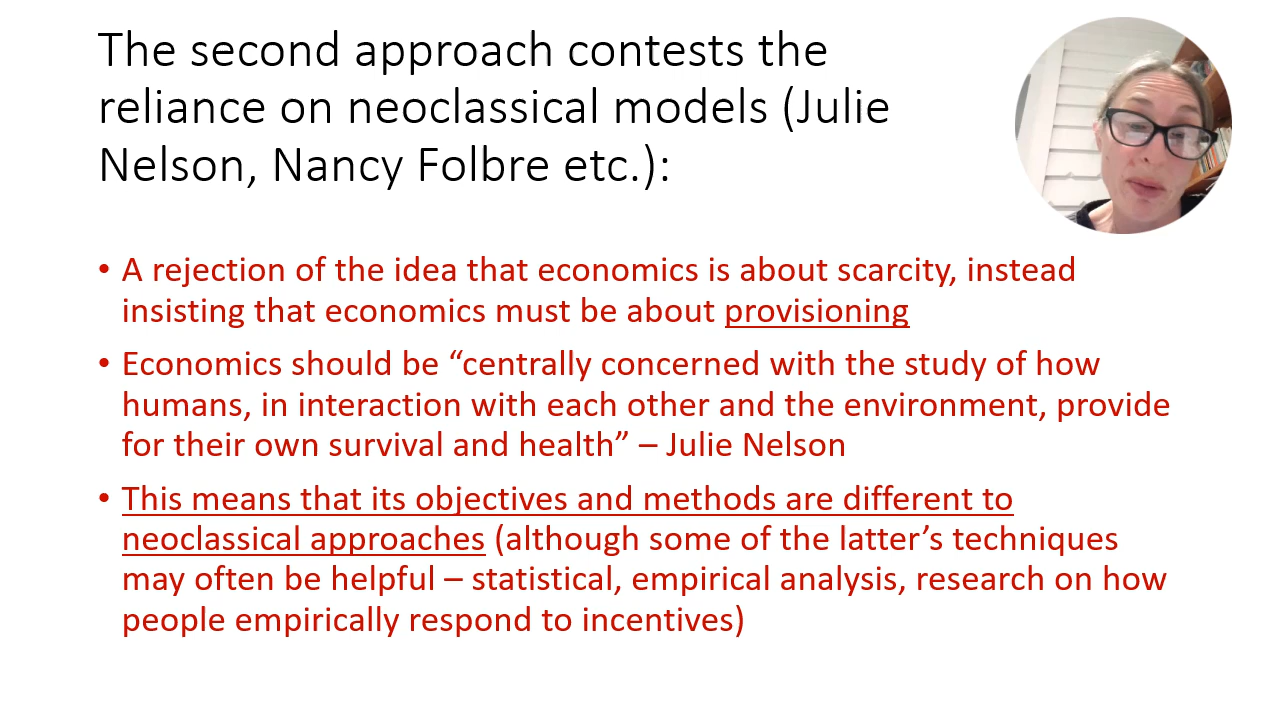 The second approach contests the
reliance on neoclassical models (Julie
Nelson, Nancy Folbre etc.):
• A rejection of the idea that economics is about scarcity, instead
insisting that economics must be about provisioning
• Economics should be “centrally concerned with the study of how
humans, in interaction with each other and the environment, provide
for their own survival and health” – Julie Nelson
• This means that its objectives and methods are different to
neoclassical approaches (although some of the latter’s techniques
may often be helpful – statistical, empirical analysis, research on how
people empirically respond to incentives)